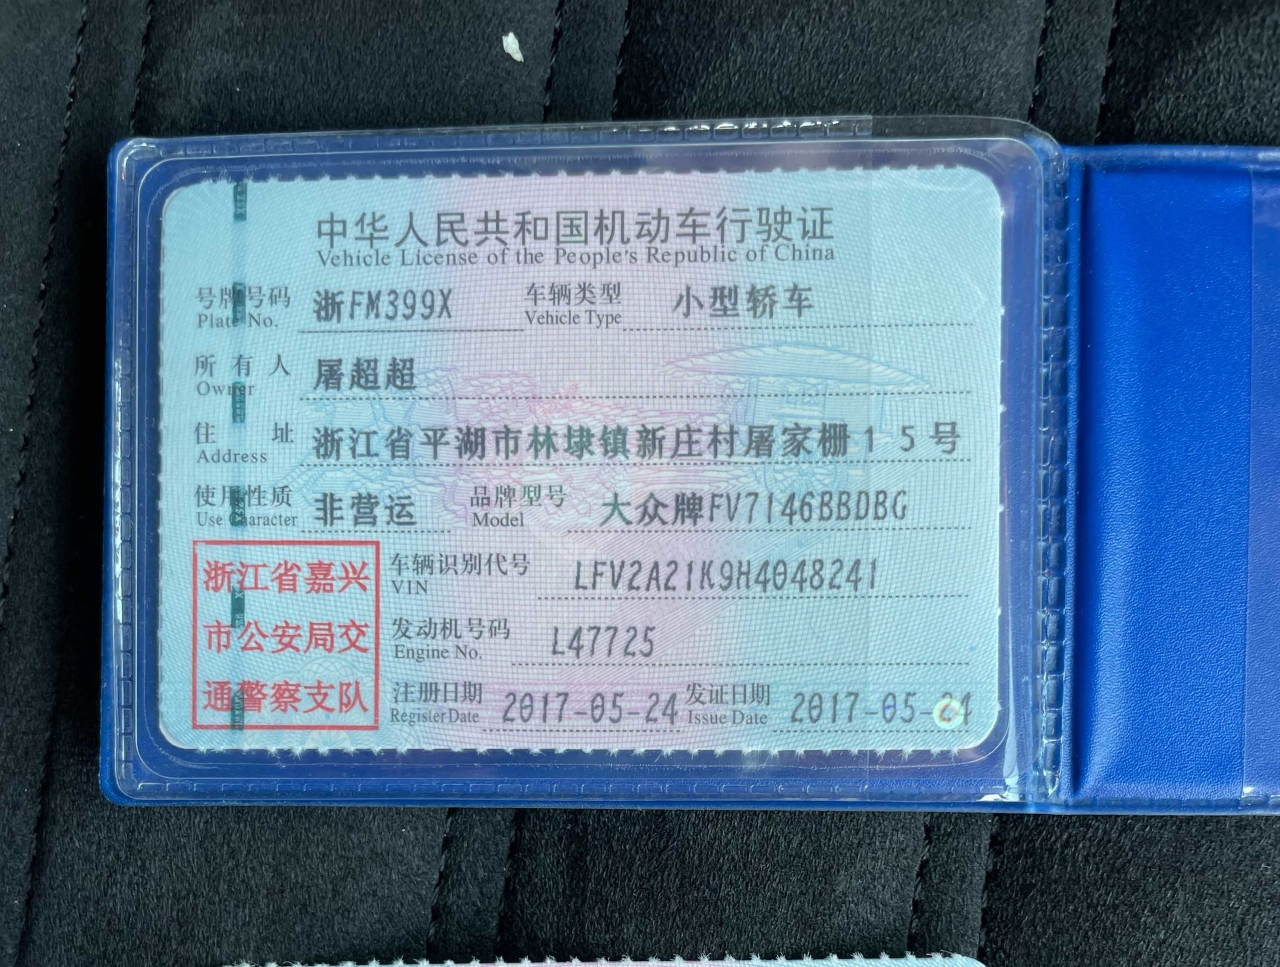 中华人民共和国机动车行驶证
Vehicle License of the People's Republic of China
号牌号码 浙FM399X 车辆类型 小型轿车
Plate No. Vehicle Type
所有人 屠超超
Owner
住址 浙江省平湖市林埭镇新庄村屠家栅15号
Address
使用性质 非营运 品牌型号 大众牌FV7146BBDBG
Use Character Model
浙江省嘉兴
市公安局交
通警察支队
车辆识别代号 LFV2A21K9H4048241
VIN
发动机号码 L47725
Engine No.
注册日期 2017-05-24 发证日期 2017-05-24
Register Date Issue Date